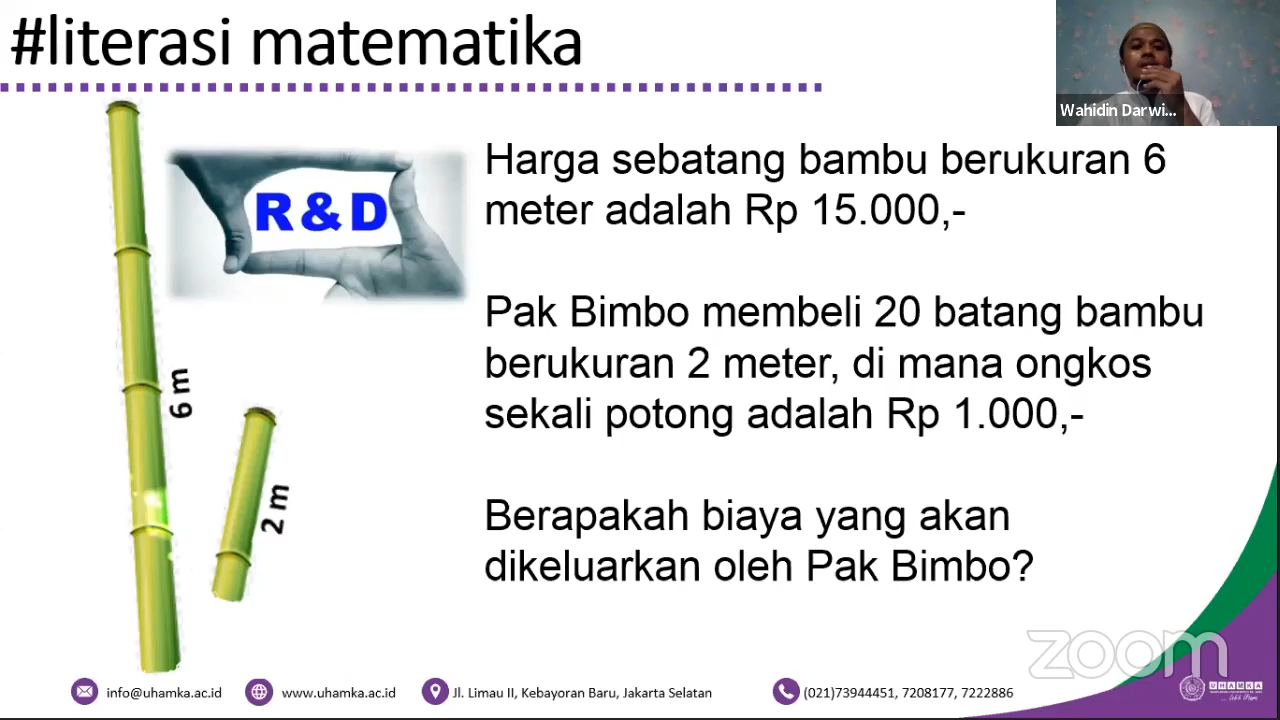 #literasi matematika
Wahidin Darwi...
R & D
Harga sebatang bambu berukuran 6
meter adalah Rp 15.000,-
Pak Bimbo membeli 20 batang bambu
berukuran 2 meter, di mana ongkos
sekali potong adalah Rp 1.000,-
6 m
2 m
Berapakah biaya yang akan
dikeluarkan oleh Pak Bimbo?
zoom
info@uhamka.ac.id
www.uhamka.ac.id
Jl. Limau II, Kebayoran Baru, Jakarta Selatan
(021)73944451, 7208177, 7222886
UHAMKA